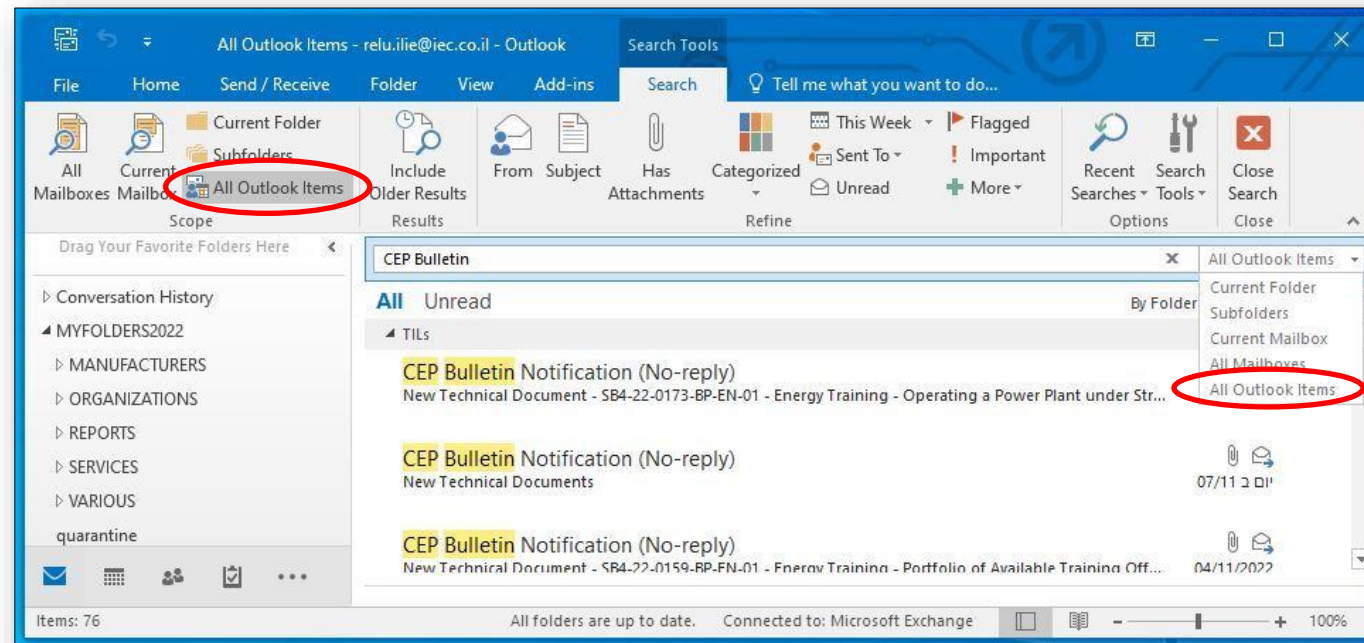 All Outlook Items - relu.ilie@iec.co.il - Outlook
Search Tools
File Home Send / Receive Folder View Add-ins Search Tell me what you want to do...
All Mailboxes
Current Mailbox
Current Folder
Subfolders
All Outlook Items
Scope
Include Older Results
Results
From
Subject
Has Attachments
Categorized
This Week
Sent To
Unread
Flagged
Important
More
Refine
Recent Searches
Search Tools
Options
Close Search
Close
Drag Your Favorite Folders Here
Conversation History
MYFOLDERS2022
MANUFACTURERS
ORGANIZATIONS
REPORTS
SERVICES
VARIOUS
quarantine
CEP Bulletin
All Outlook Items
Current Folder
Subfolders
Current Mailbox
All Mailboxes
All Outlook Items
All Unread
By Folder
TILs
CEP Bulletin Notification (No-reply)
New Technical Document - SB4-22-0173-BP-EN-01 - Energy Training - Operating a Power Plant under Str...
CEP Bulletin Notification (No-reply)
New Technical Documents
יום ב 07/11
CEP Bulletin Notification (No-reply)
New Technical Document - SB4-22-0159-BP-EN-01 - Energy Training - Portfolio of Available Training Off...
04/11/2022
Items: 76
All folders are up to date.
Connected to: Microsoft Exchange
100%